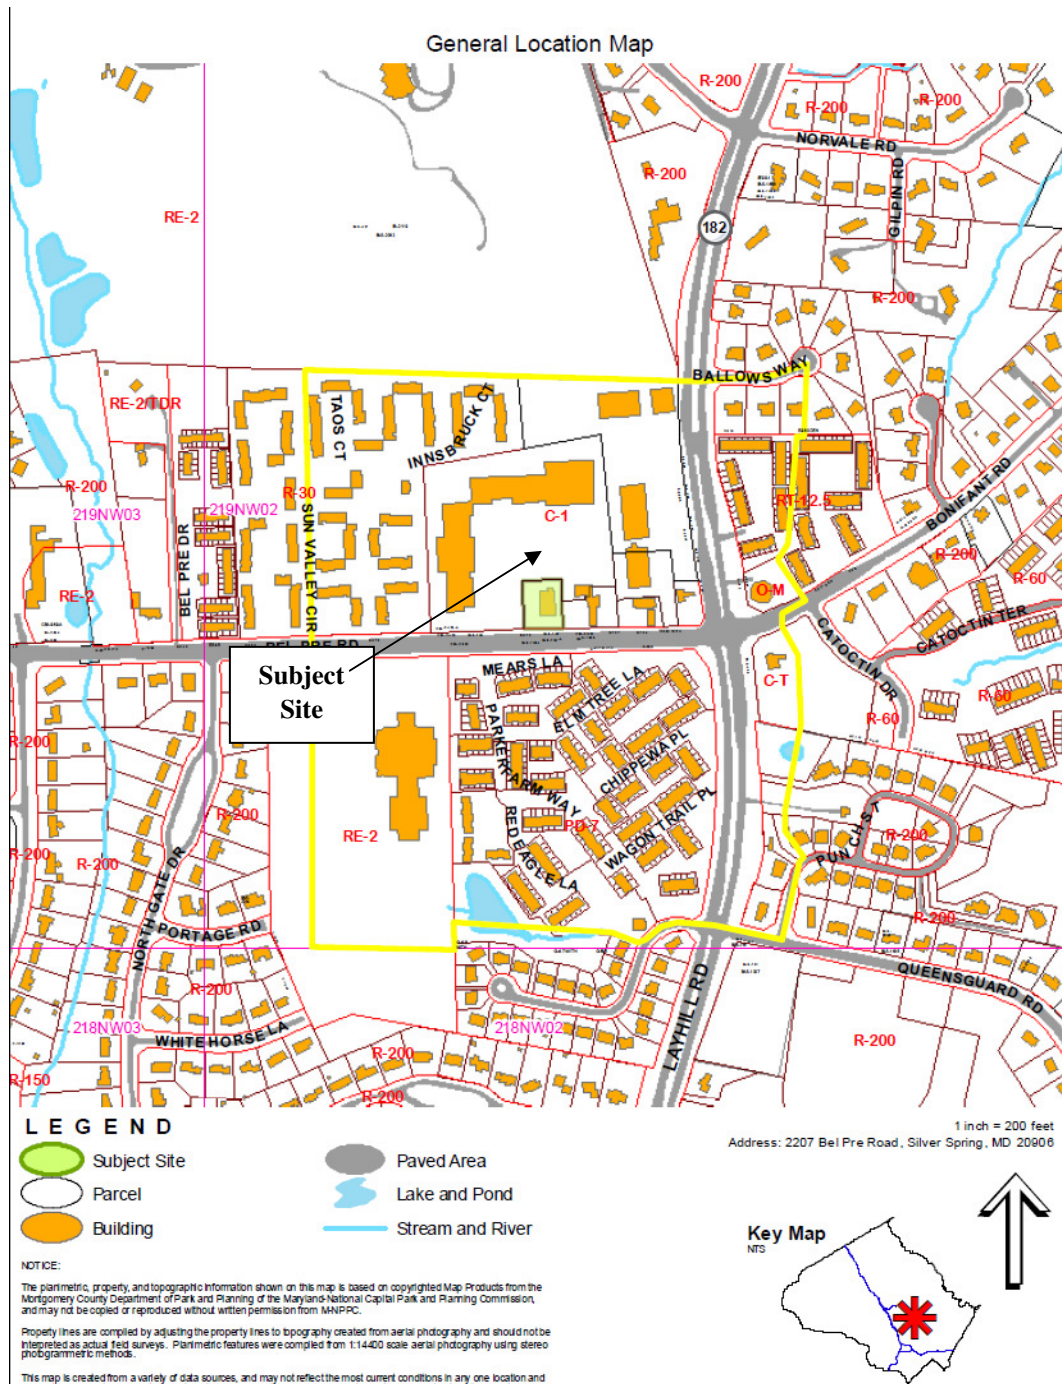 General Location Map
R-200
R-200
R-200
NORVALE RD
GILPIN RD
R-200
RE-2
182
R-200
BALLOWS WAY
RE-2/TDR
TAOS CT
INNSBRUCK CT
R-200
219NW03
219NW02
R-30
C-1
RT-12.5
BONIFANT RD
BEL PRE DR
SUN VALLEY CIR
R-200
R-60
RE-2
O-M
CATOCTIN TER
CATOCTIN DR
BEL PRE RD
Subject
Site
MEARS LA
C-T
ELM TREE LA
R-60
R-60
PARKER FARM WAY
R-200
CHIPPEWA PL
R-200
PD-7
WAGON TRAIL PL
PUNCH ST
R-200
RE-2
RED EAGLE LA
R-200
R-200
NORTH GATE DR
PORTAGE RD
R-200
R-200
QUEENSGUARD RD
218NW03
218NW02
WHITEHORSE LA
LAYHILL RD
R-200
R-200
R-150
R-200
LEGEND
Subject Site
Parcel
Building
Paved Area
Lake and Pond
Stream and River
1 inch = 200 feet
Address: 2207 Bel Pre Road, Silver Spring, MD 20906
Key Map
NTS
NOTICE:
The planimetric, property, and topographic information shown on this map is based on copyrighted Map Products from the
Montgomery County Department of Park and Planning of the Maryland-National Capital Park and Planning Commission,
and may not be copied or reproduced without written permission from M-NPPC.
Property lines are compiled by adjusting the property lines to topography created from aerial photography and should not be
interpreted as actual field surveys. Planimetric features were compiled from 1:14400 scale aerial photography using stereo
photogrammetric methods.
This map is created from a variety of data sources, and may not reflect the most current conditions in any one location and